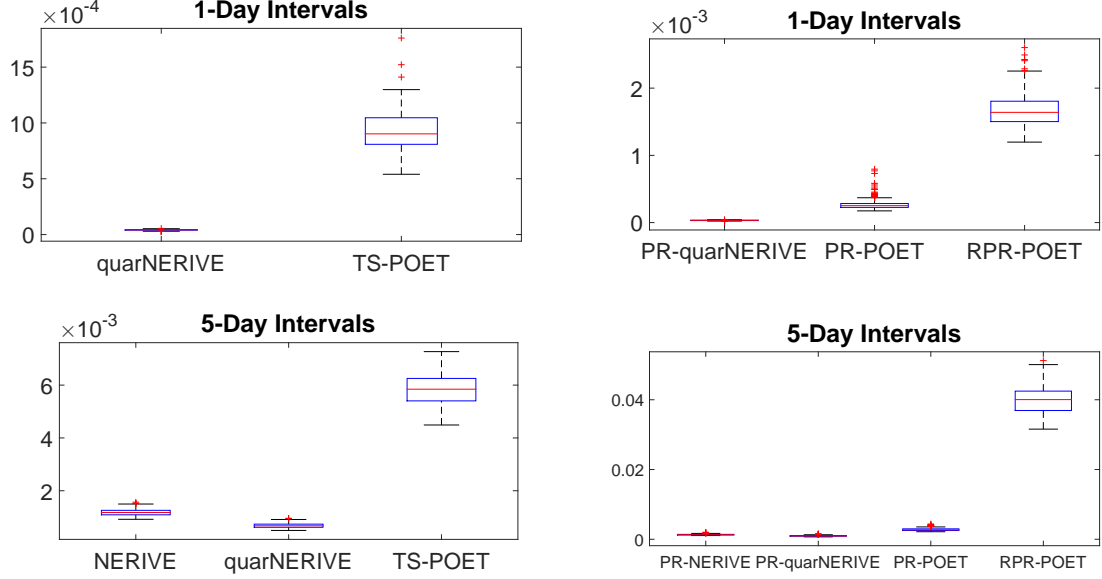 1-Day Intervals
×10-4
15
10
5
0
quarNERIVE TS-POET
1-Day Intervals
×10-3
2
1
0
PR-quarNERIVE PR-POET RPR-POET
5-Day Intervals
×10-3
6
4
2
NERIVE quarNERIVE TS-POET
5-Day Intervals
0.04
0.02
0
PR-NERIVE PR-quarNERIVE PR-POET RPR-POET